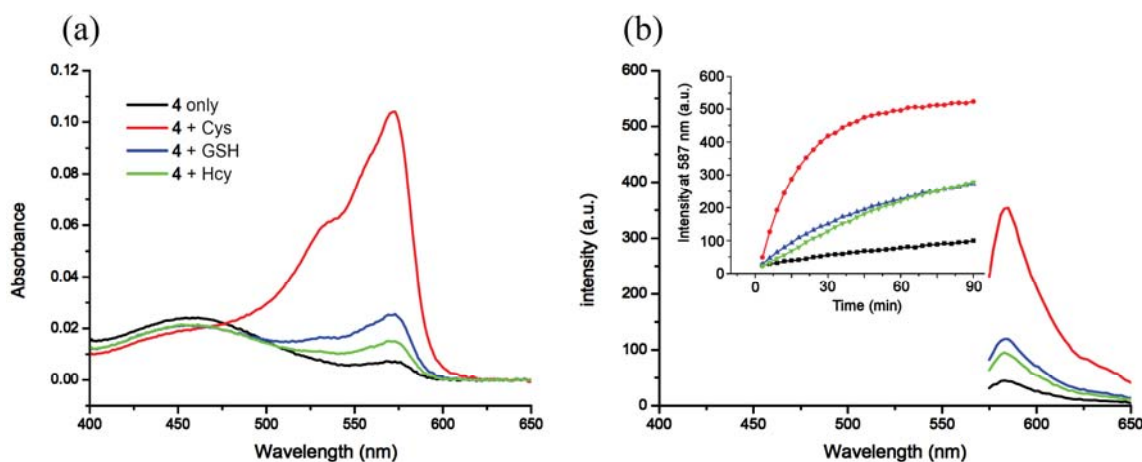 (a)
0.12
0.10
0.08
0.06
0.04
0.02
0.00
Absorbance
4 only
4 + Cys
4 + GSH
4 + Hcy
400 450 500 550 600 650
Wavelength (nm)
(b)
600
500
400
350
300
200
100
0
intensity (a.u.)
600
500
400
300
200
100
0
Intensity at 587 nm (a.u.)
0 30 60 90
Time (min)
400 450 500 550 600 650
Wavelength (nm)